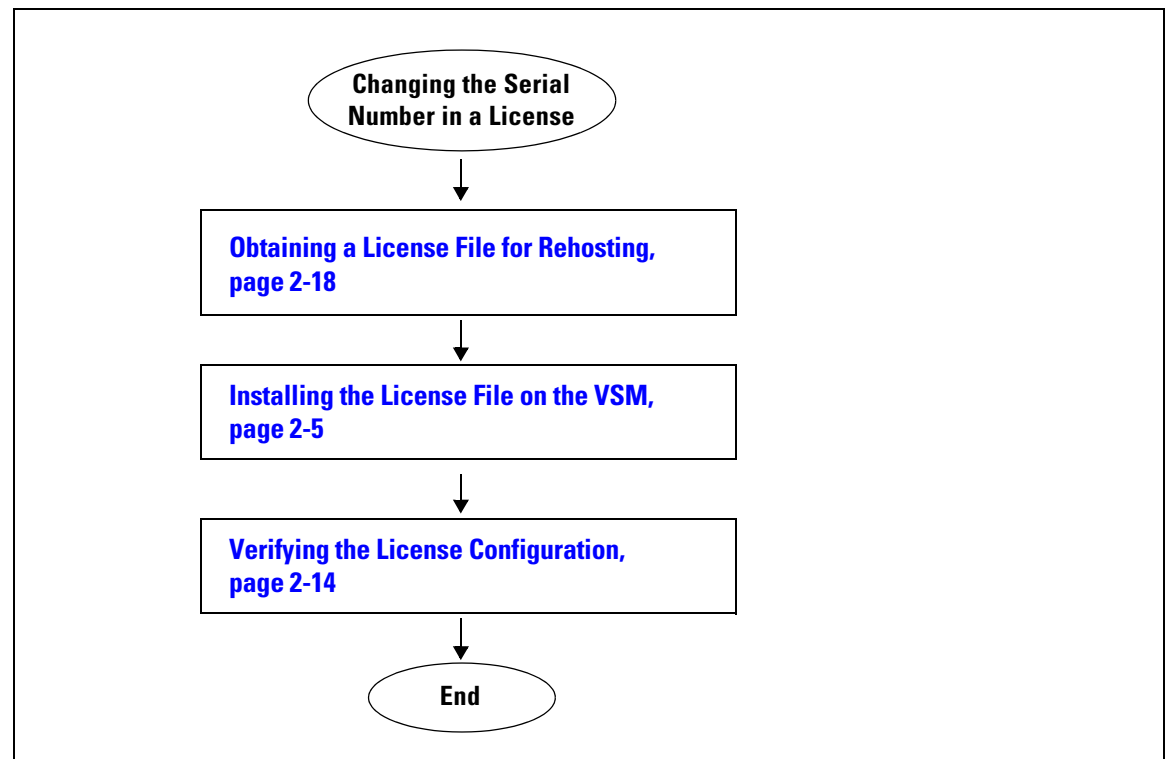 Changing the Serial
Number in a License
Obtaining a License File for Rehosting,
page 2-18
Installing the License File on the VSM,
page 2-5
Verifying the License Configuration,
page 2-14
End